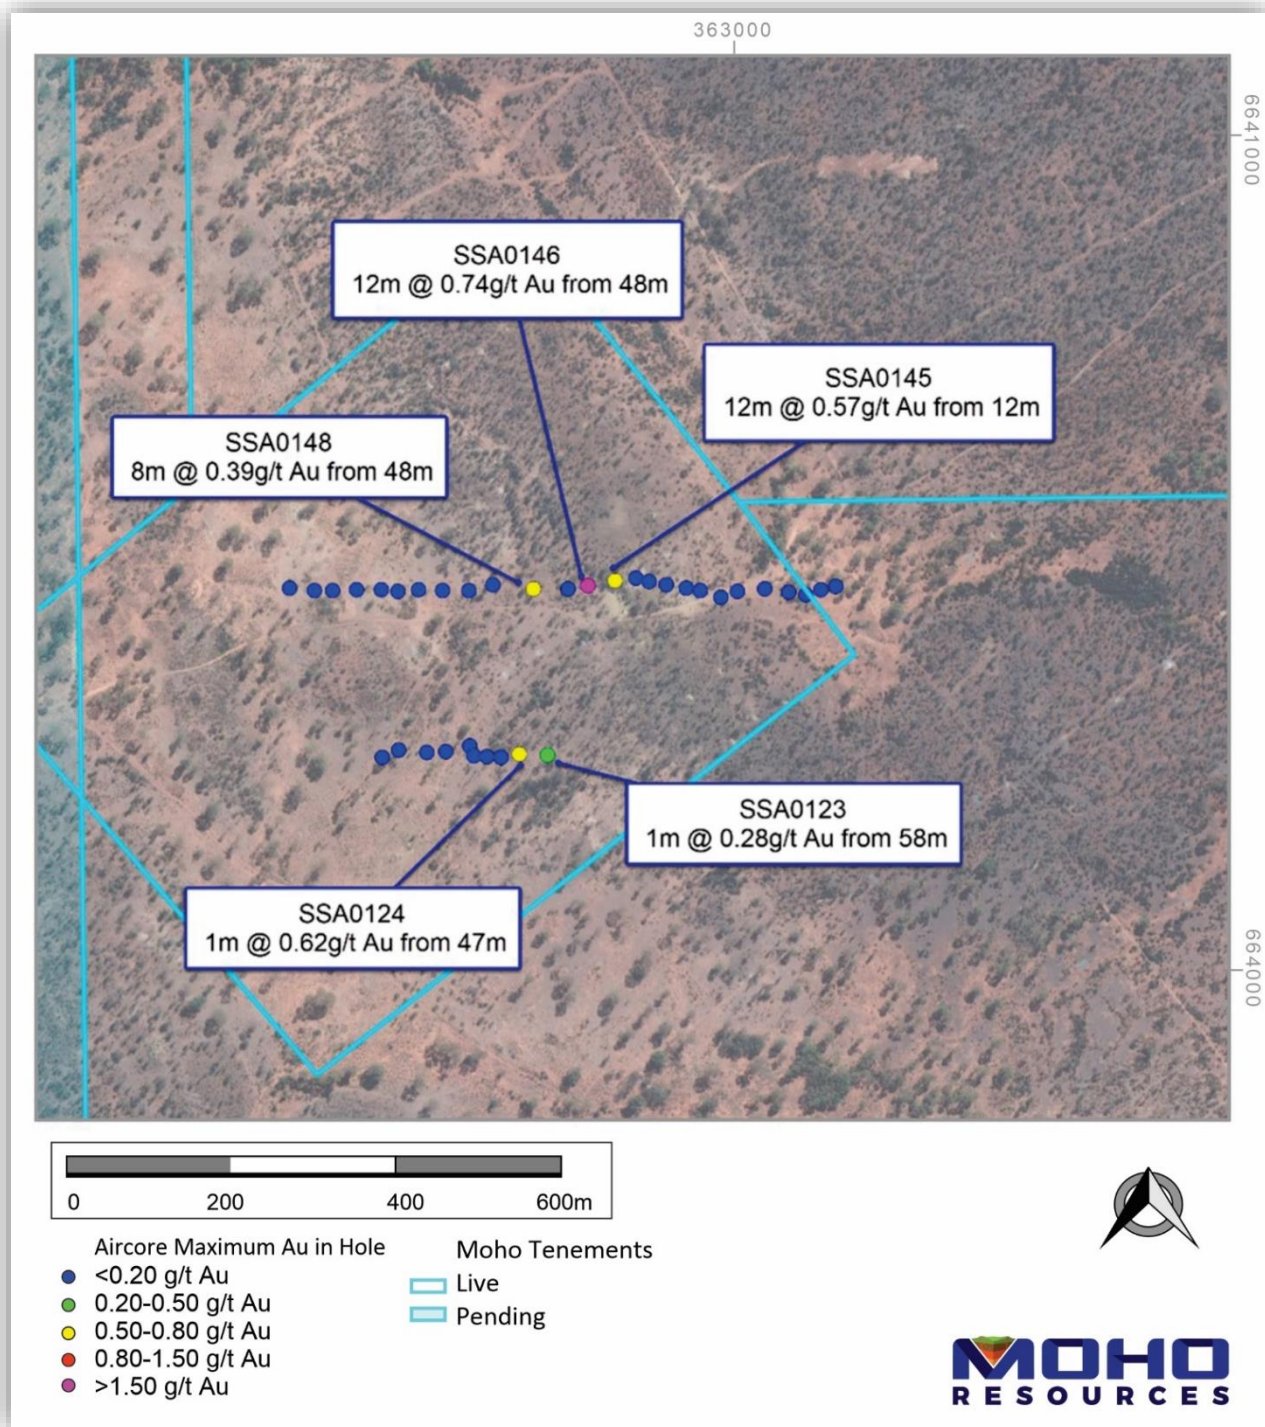 363000
6641000
SSA0146
12m @ 0.74g/t Au from 48m
SSA0145
12m @ 0.57g/t Au from 12m
SSA0148
8m @ 0.39g/t Au from 48m
SSA0123
1m @ 0.28g/t Au from 58m
SSA0124
1m @ 0.62g/t Au from 47m
664000
0 200 400 600m
Aircore Maximum Au in Hole
<0.20 g/t Au
0.20-0.50 g/t Au
0.50-0.80 g/t Au
0.80-1.50 g/t Au
>1.50 g/t Au
Moho Tenements
Live
Pending
MOHO
RESOURCES